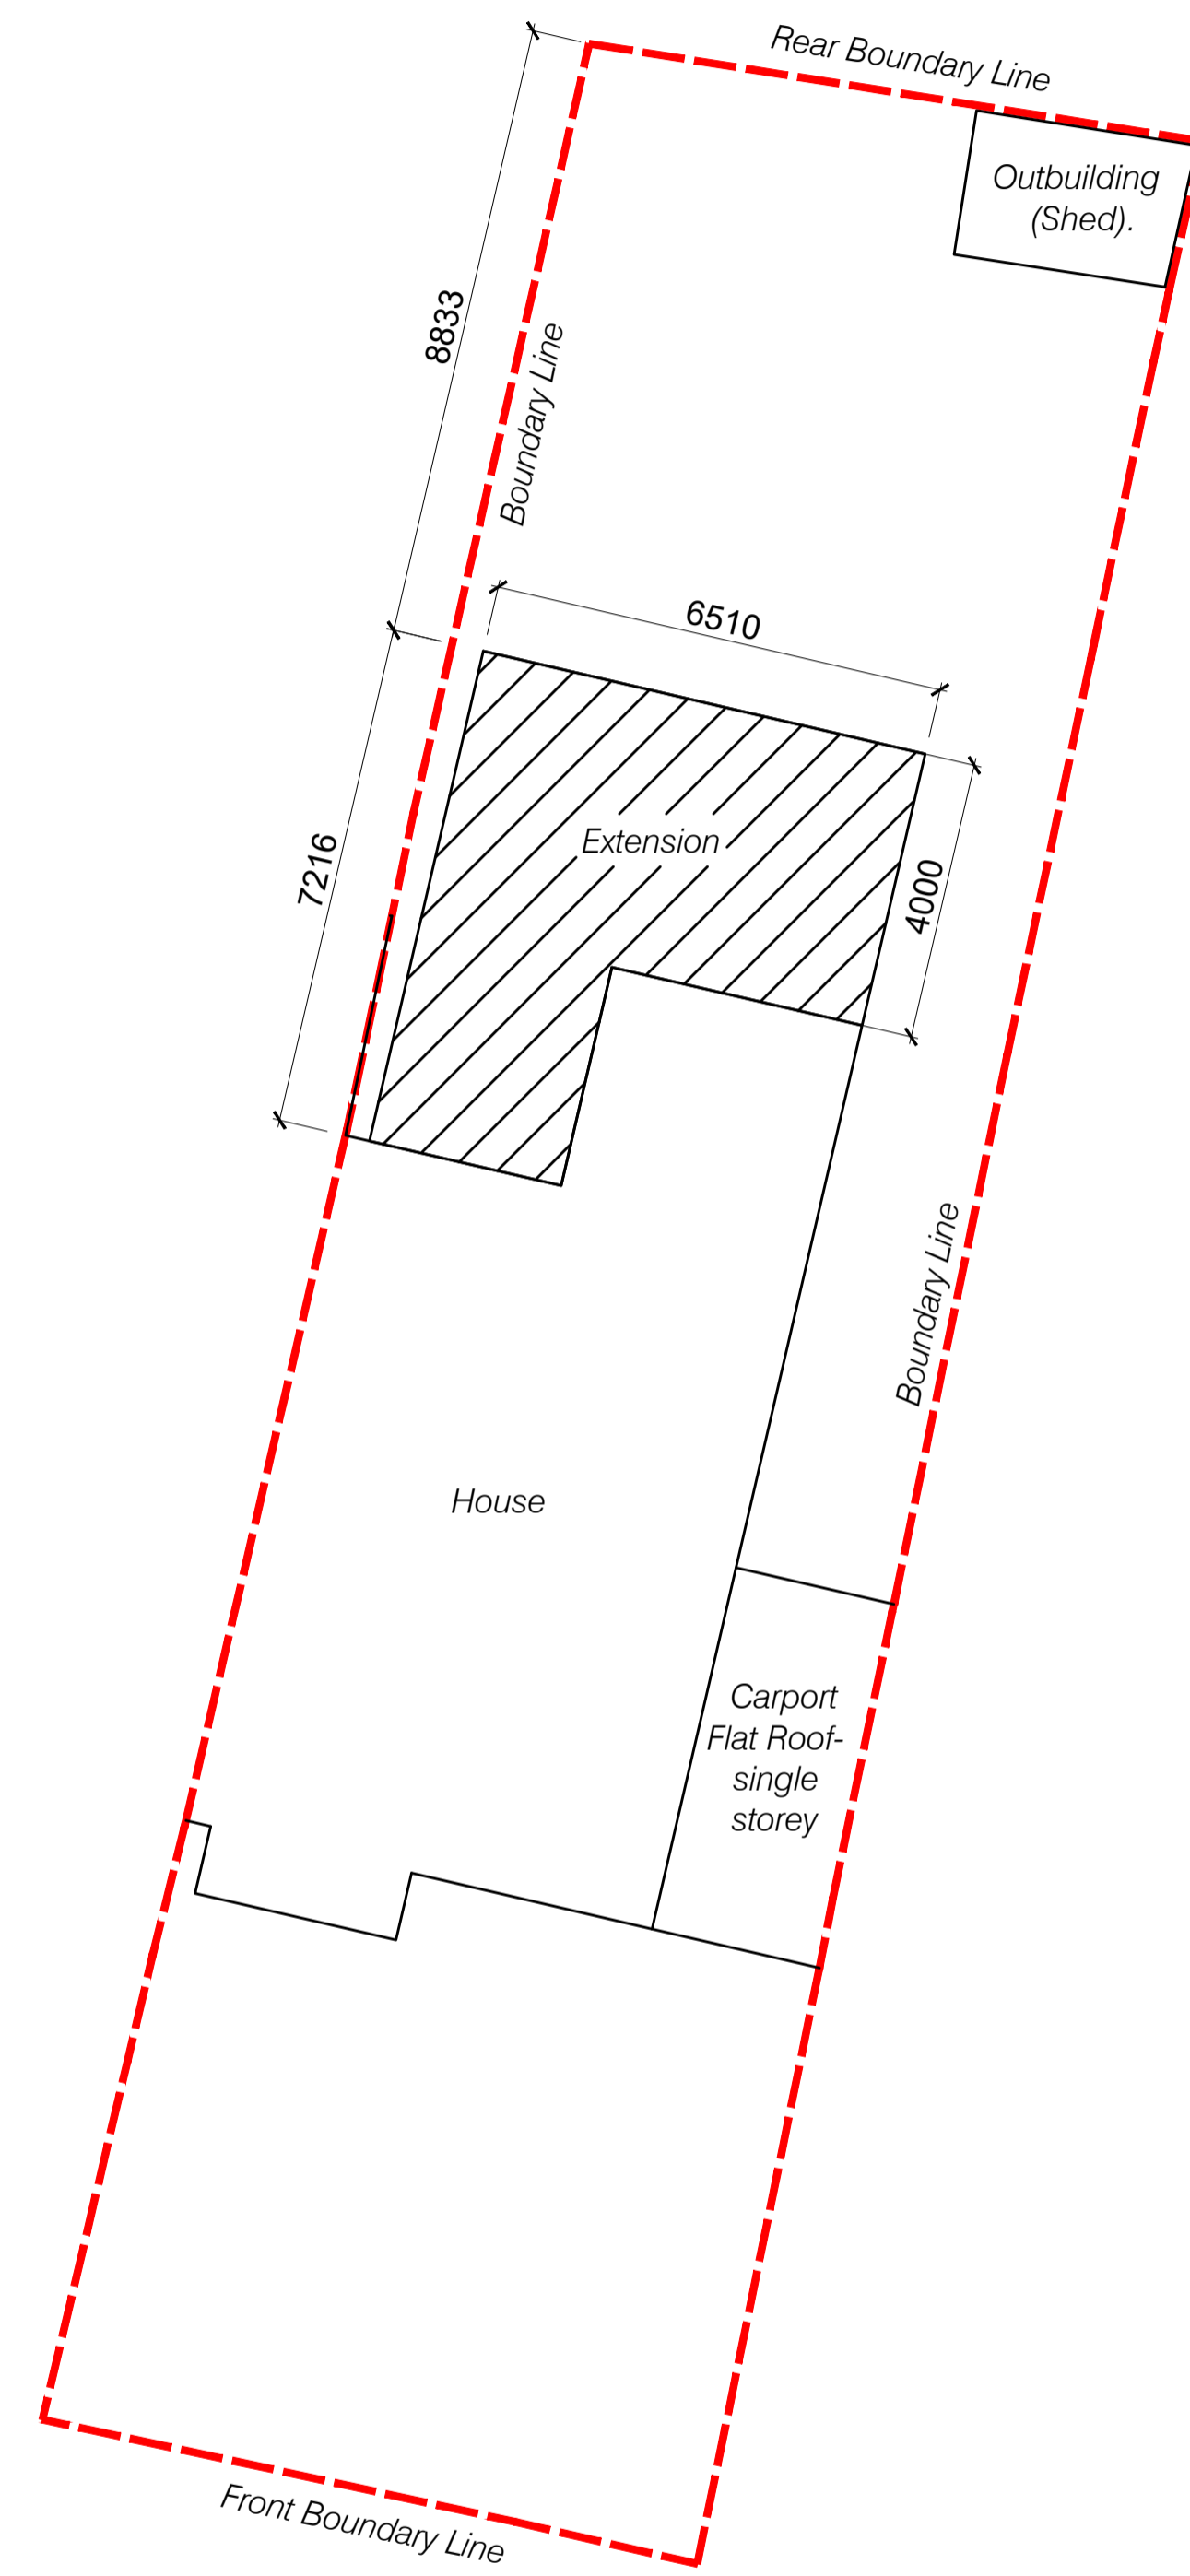 Rear Boundary Line
Outbuilding
(Shed).
8833
Boundary Line
6510
Extension
7216
4000
Boundary Line
House
Carport
Flat Roof-
single
storey
Front Boundary Line